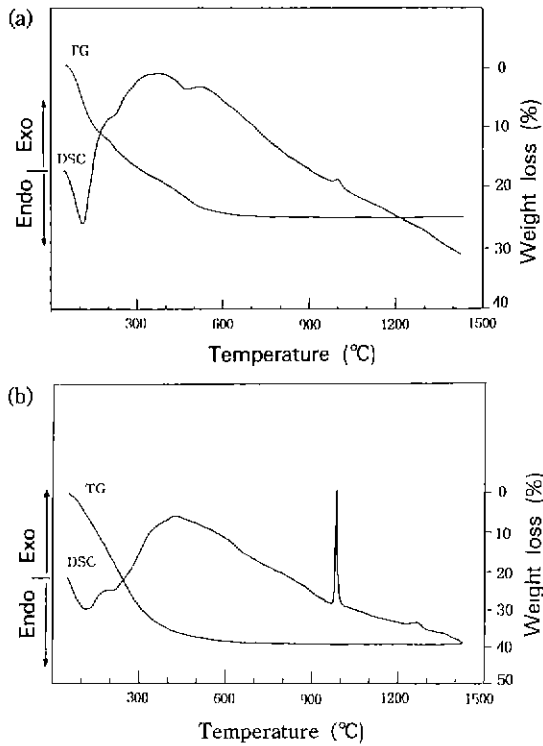 (a)
TG
DSC
Endo
Exo
0
10
20
30
40
Weight loss (%)
300
600
900
1200
1500
Temperature (℃)
(b)
TG
DSC
Endo
Exo
0
10
20
30
40
50
Weight loss (%)
300
600
900
1200
1500
Temperature (℃)